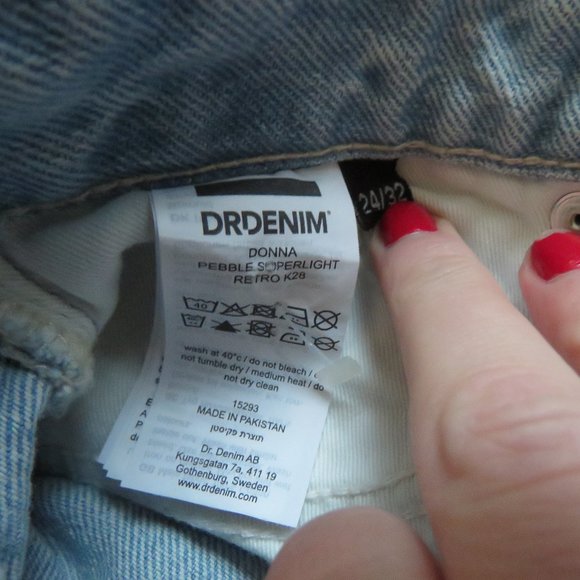 24/32
DRDENIM
DONNA
PEBBLE SUPERLIGHT
RETRO K28
40
wash at 40°c / do not bleach /
not tumble dry / medium heat / do
not dry clean
15293
MADE IN PAKISTAN
תוצרת פקיסטן
Dr. Denim AB
Kungsgatan 7a, 411 19
Gothenburg, Sweden
www.drdenim.com